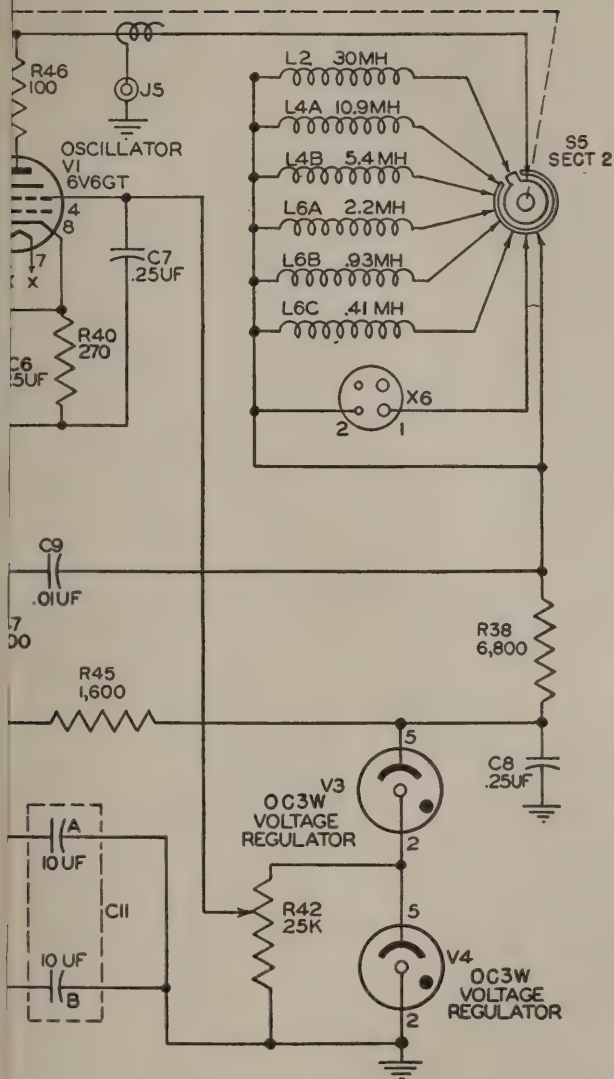 R46
100
J5
OSCILLATOR
V1
6V6GT
4
8
7
X X
C7
.25UF
R40
270
C6
L2 30MH
L4A 10.9MH
L4B 5.4MH
L6A 2.2MH
L6B .93MH
L6C .41 MH
S5
SECT 2
X6
2 1
C9
.01UF
R38
6,800
R45
1,600
5
V3
OC3W
VOLTAGE
REGULATOR
2
C8
.25UF
A
10 UF
C11
10 UF
B
R42
25K
5
V4
OC3W
VOLTAGE
REGULATOR
2